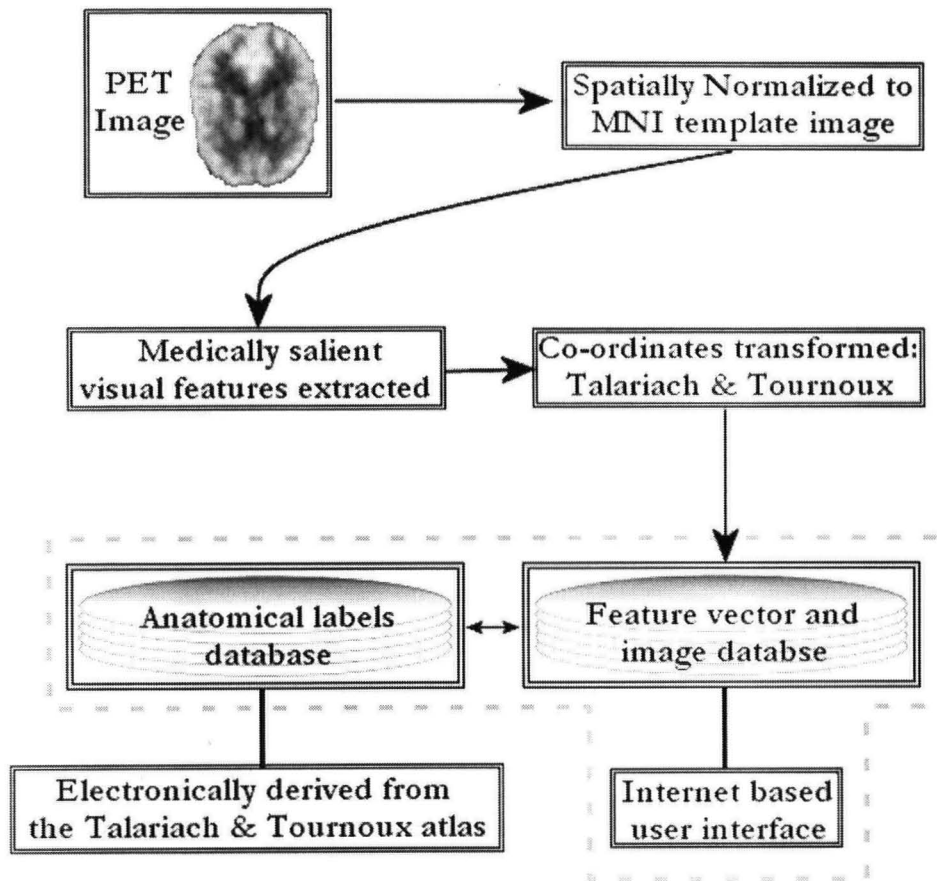 PET
Image
Spatially Normalized to
MNI template image
Medically salient
visual features extracted
Co-ordinates transformed:
Talariach & Tournoux
Anatomical labels
database
Feature vector and
image databse
Electronically derived from
the Talariach & Tournoux atlas
Internet based
user interface